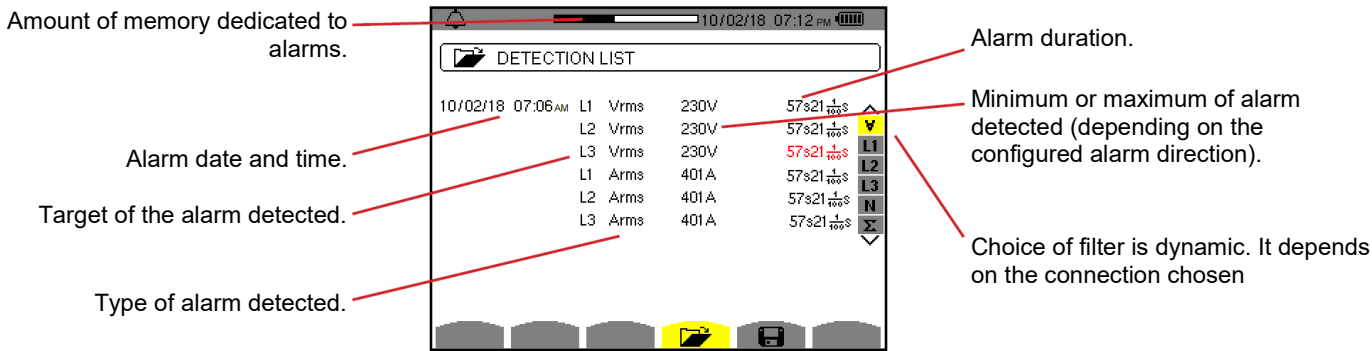 Amount of memory dedicated to
alarms.
10/02/18 07:12 PM
DETECTION LIST
10/02/18 07:06 AM L1 Vrms 230V 57s21 1/100 s
L2 Vrms 230V 57s21 1/100 s
L3 Vrms 230V 57s21 1/100 s
L1 Arms 401A 57s21 1/100 s
L2 Arms 401A 57s21 1/100 s
L3 Arms 401A 57s21 1/100 s
∀
L1
L2
L3
N
Σ
Alarm date and time.
Target of the alarm detected.
Type of alarm detected.
Alarm duration.
Minimum or maximum of alarm
detected (depending on the
configured alarm direction).
Choice of filter is dynamic. It depends
on the connection chosen